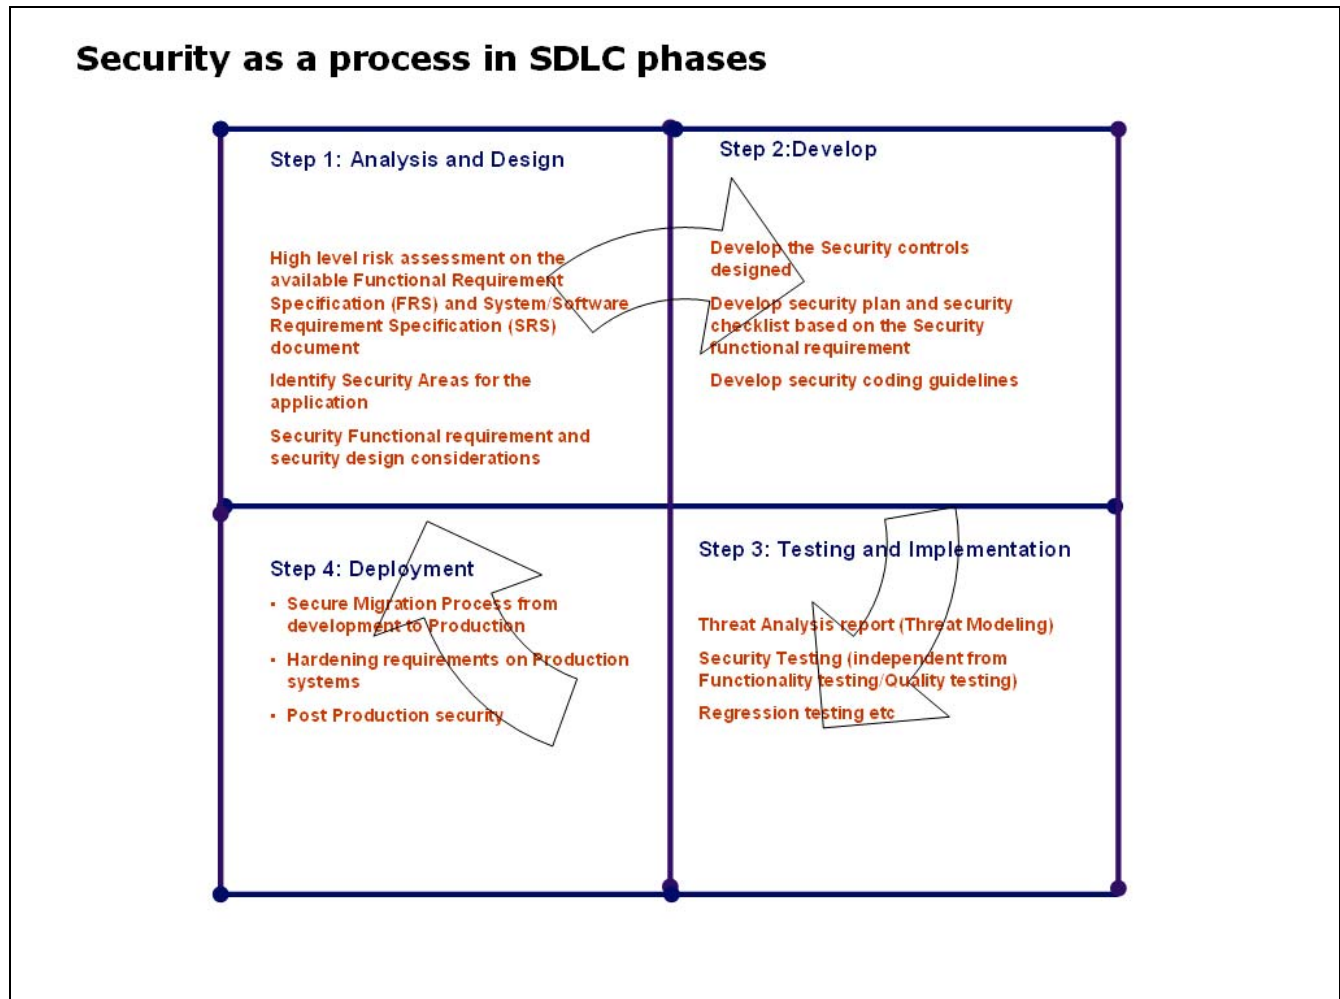 Security as a process in SDLC phases
Step 1: Analysis and Design
High level risk assessment on the
available Functional Requirement
Specification (FRS) and System/Software
Requirement Specification (SRS)
document
Identify Security Areas for the
application
Security Functional requirement and
security design considerations
Step 2:Develop
Develop the Security controls
designed
Develop security plan and security
checklist based on the Security
functional requirement
Develop security coding guidelines
Step 3: Testing and Implementation
Threat Analysis report (Threat Modeling)
Security Testing (independent from
Functionality testing/Quality testing)
Regression testing etc
Step 4: Deployment
▪ Secure Migration Process from
development to Production
▪ Hardening requirements on Production
systems
▪ Post Production security